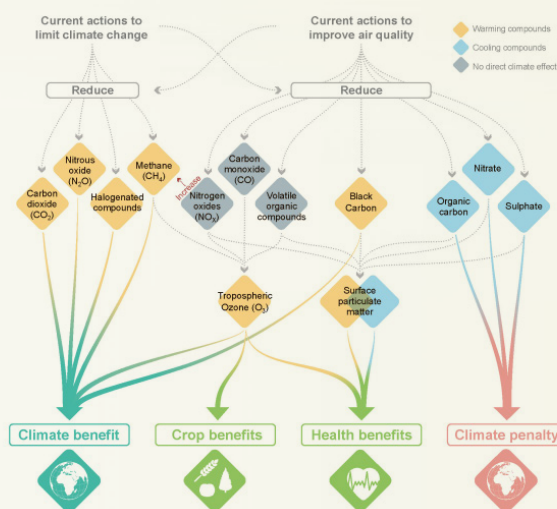 Current actions to
limit climate change
Current actions to
improve air quality
Warming compounds
Cooling compounds
No direct climate effect
Reduce
Reduce
Nitrous
oxide
(N2O)
Methane
(CH4)
Increase
Carbon
monoxide
(CO)
Nitrate
Carbon
dioxide
(CO2)
Halogenated
compounds
Nitrogen
oxides
(NOx)
Volatile
organic
compounds
Black
Carbon
Organic
carbon
Sulphate
Tropospheric
Ozone (O3)
Surface
particulate
matter
Climate benefit
Crop benefits
Health benefits
Climate penalty